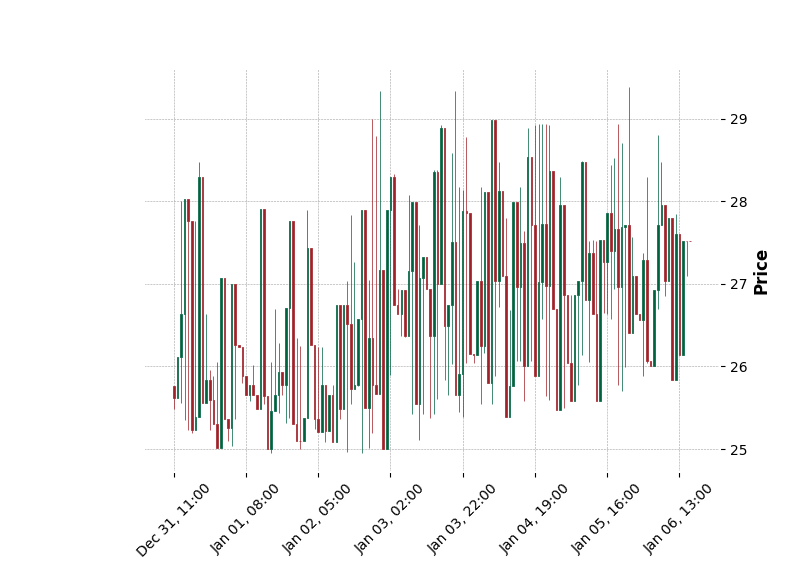 29
28
27
26
25
Price
Dec 31, 11:00
Jan 01, 08:00
Jan 02, 05:00
Jan 03, 02:00
Jan 03, 22:00
Jan 04, 19:00
Jan 05, 16:00
Jan 06, 13:00